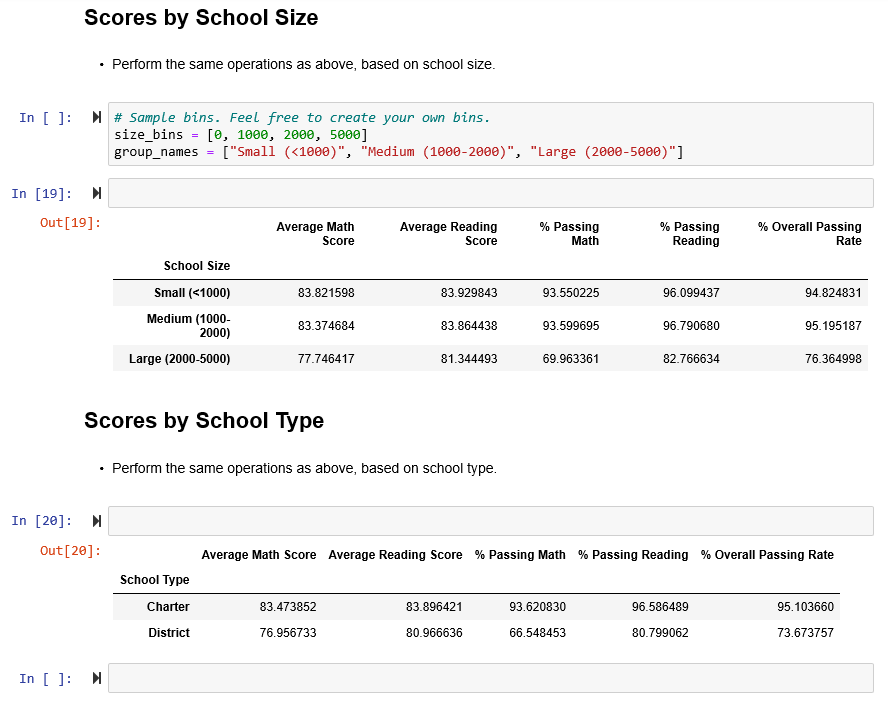 Scores by School Size
• Perform the same operations as above, based on school size.
In [ ]: # Sample bins. Feel free to create your own bins.
size_bins = [0, 1000, 2000, 5000]
group_names = ["Small (<1000)", "Medium (1000-2000)", "Large (2000-5000)"]
In [19]:
Out[19]:
Average Math Score Average Reading Score % Passing Math % Passing Reading % Overall Passing Rate
School Size
Small (<1000) 83.821598 83.929843 93.550225 96.099437 94.824831
Medium (1000-2000) 83.374684 83.864438 93.599695 96.790680 95.195187
Large (2000-5000) 77.746417 81.344493 69.963361 82.766634 76.364998
Scores by School Type
• Perform the same operations as above, based on school type.
In [20]:
Out[20]:
Average Math Score Average Reading Score % Passing Math % Passing Reading % Overall Passing Rate
School Type
Charter 83.473852 83.896421 93.620830 96.586489 95.103660
District 76.956733 80.966636 66.548453 80.799062 73.673757
In [ ]: